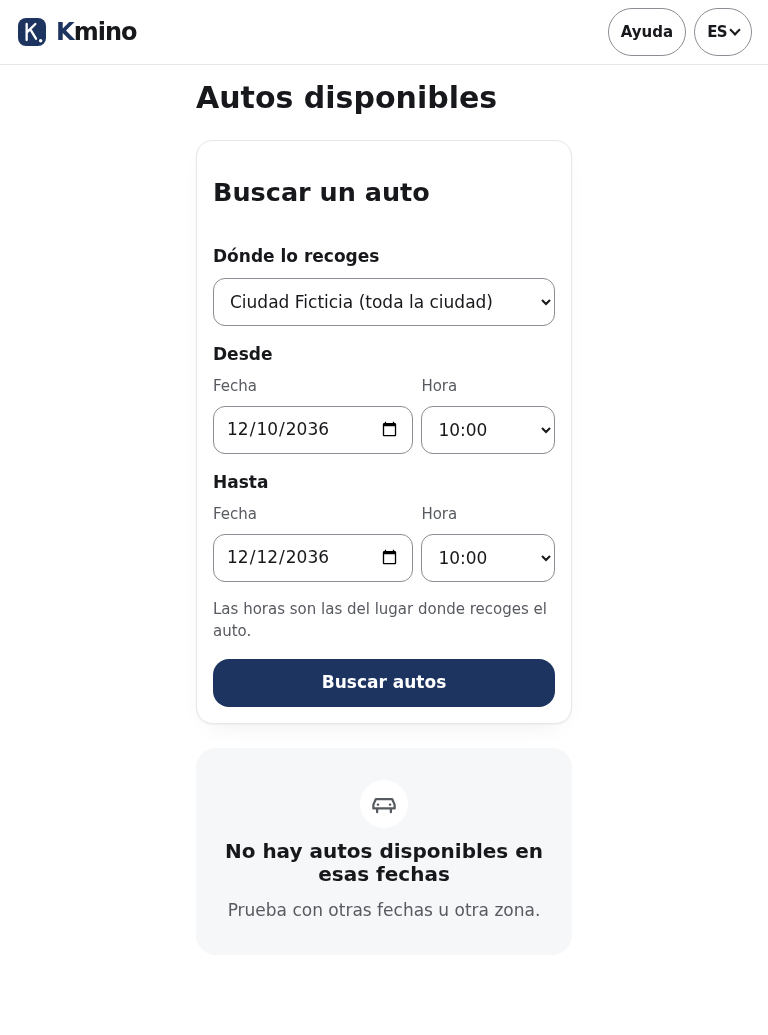 K. Kmino
Ayuda
ES
Autos disponibles
Buscar un auto
Dónde lo recoges
Ciudad Ficticia (toda la ciudad)
Desde
Fecha Hora
12/10/2036 10:00
Hasta
Fecha Hora
12/12/2036 10:00
Las horas son las del lugar donde recoges el
auto.
Buscar autos
No hay autos disponibles en
esas fechas
Prueba con otras fechas u otra zona.